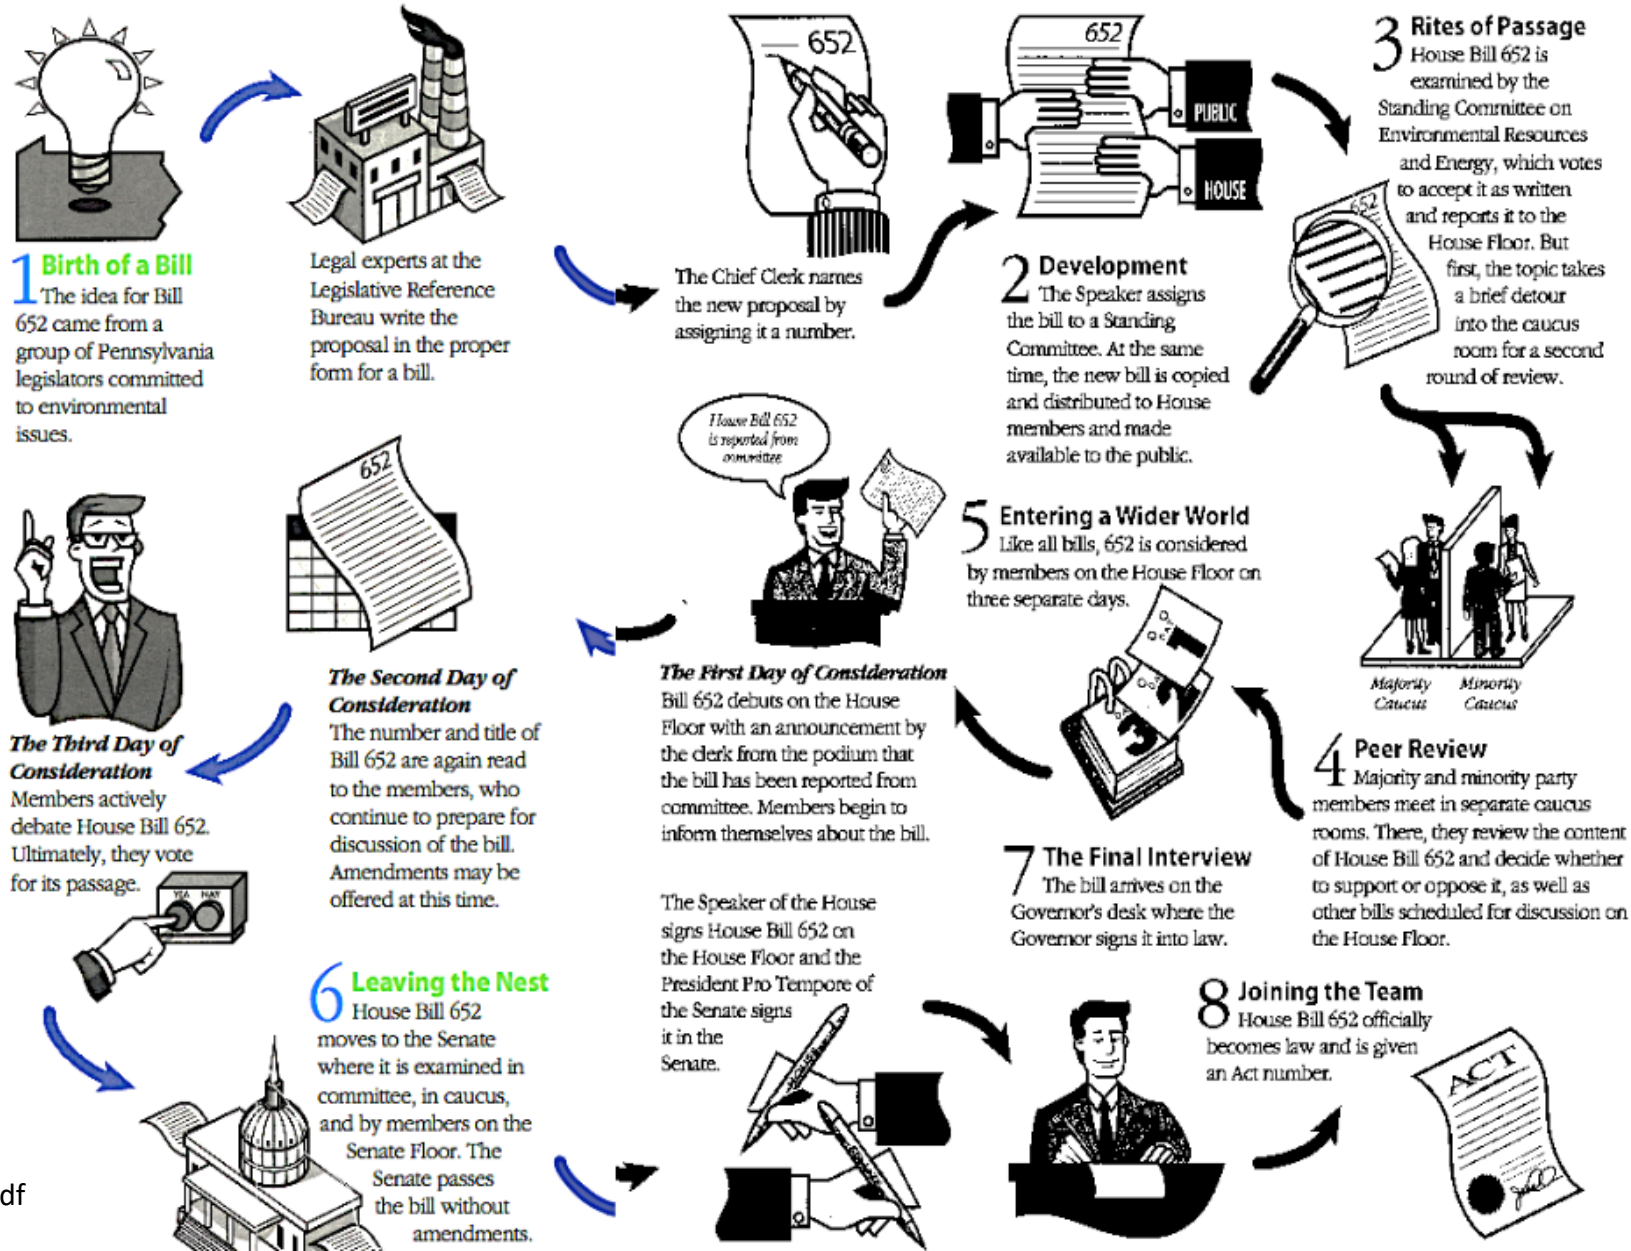 1 Birth of a Bill
The idea for Bill
652 came from a
group of Pennsylvania
legislators committed
to environmental
issues.
Legal experts at the
Legislative Reference
Bureau write the
proposal in the proper
form for a bill.
652
The Chief Clerk names
the new proposal by
assigning it a number.
652
PUBLIC
HOUSE
2 Development
The Speaker assigns
the bill to a Standing
Committee. At the same
time, the new bill is copied
and distributed to House
members and made
available to the public.
3 Rites of Passage
House Bill 652 is
examined by the
Standing Committee on
Environmental Resources
and Energy, which votes
to accept it as written
and reports it to the
House Floor. But
first, the topic takes
a brief detour
into the caucus
room for a second
round of review.
652
Majority
Caucus
Minority
Caucus
4 Peer Review
Majority and minority party
members meet in separate caucus
rooms. There, they review the content
of House Bill 652 and decide whether
to support or oppose it, as well as
other bills scheduled for discussion on
the House Floor.
5 Entering a Wider World
Like all bills, 652 is considered
by members on the House Floor on
three separate days.
1
2
3
House Bill 652
is reported from
committee
The First Day of Consideration
Bill 652 debuts on the House
Floor with an announcement by
the clerk from the podium that
the bill has been reported from
committee. Members begin to
inform themselves about the bill.
652
The Second Day of
Consideration
The number and title of
Bill 652 are again read
to the members, who
continue to prepare for
discussion of the bill.
Amendments may be
offered at this time.
The Third Day of
Consideration
Members actively
debate House Bill 652.
Ultimately, they vote
for its passage.
YEA NAY
6 Leaving the Nest
House Bill 652
moves to the Senate
where it is examined in
committee, in caucus,
and by members on the
Senate Floor. The
Senate passes
the bill without
amendments.
The Speaker of the House
signs House Bill 652 on
the House Floor and the
President Pro Tempore of
the Senate signs
it in the
Senate.
7 The Final Interview
The bill arrives on the
Governor's desk where the
Governor signs it into law.
8 Joining the Team
House Bill 652 officially
becomes law and is given
an Act number.
ACT
df